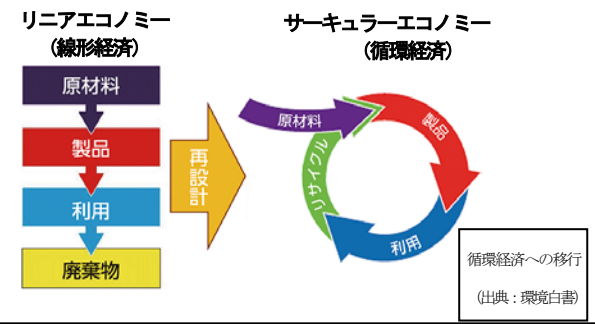 リニアエコノミー
（線形経済）
原材料
製品
利用
廃棄物
再設計
サーキュラーエコノミー
（循環経済）
原材料
製品
利用
リサイクル
循環経済への移行
（出典：環境白書）